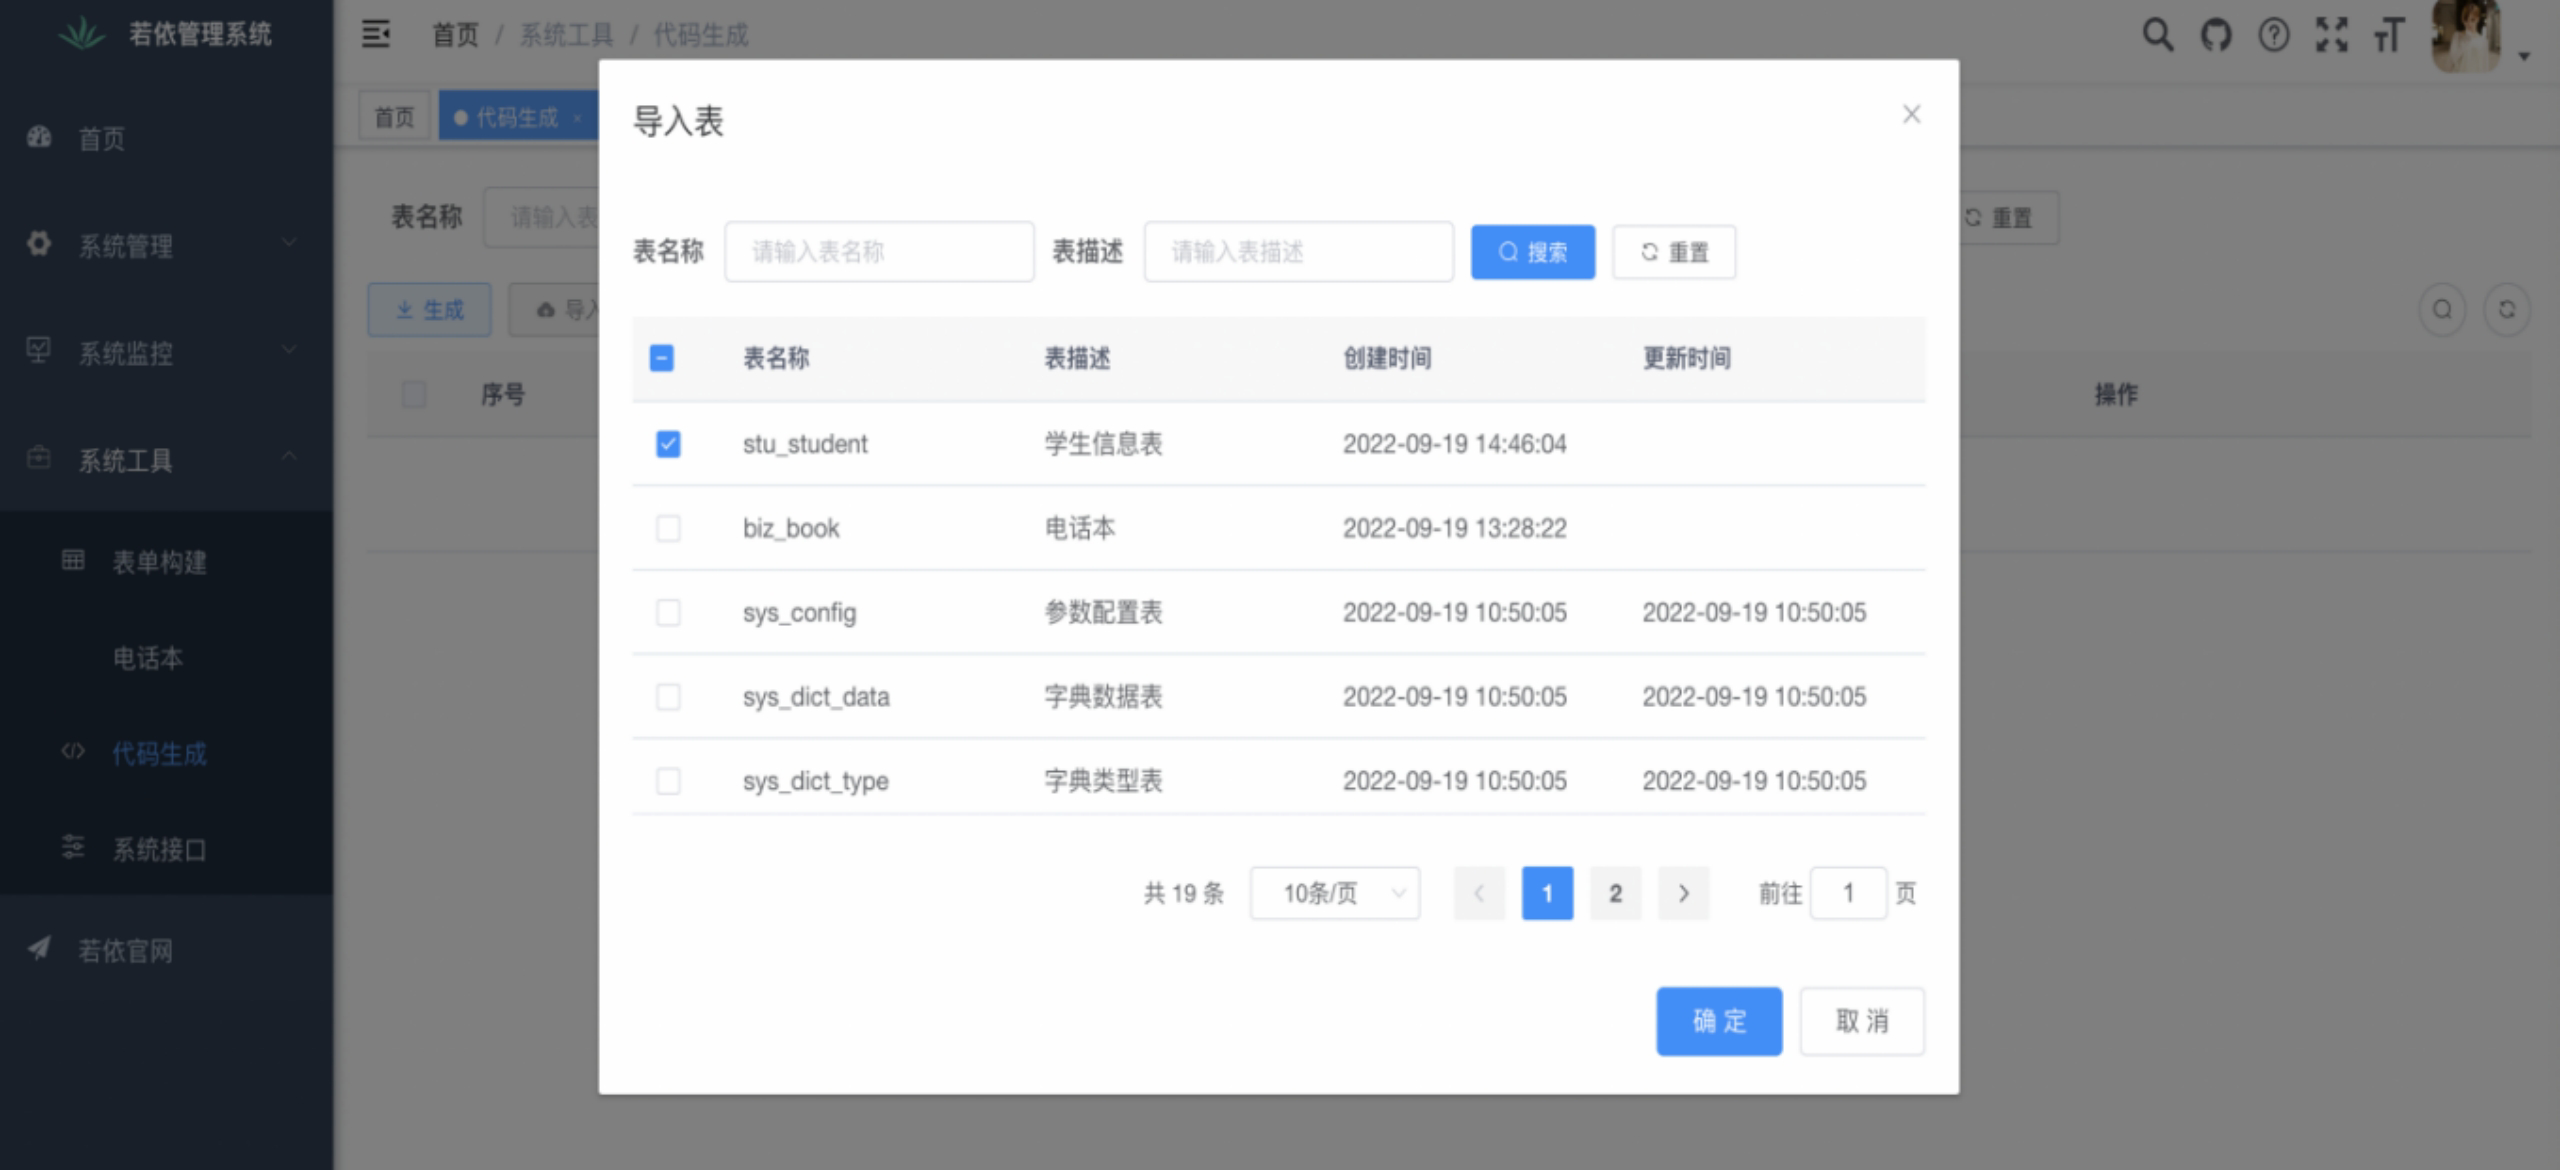 若依管理系统
首页 / 系统工具 / 代码生成
首页
代码生成 ×
首页
系统管理
系统监控
系统工具
表单构建
电话本
代码生成
系统接口
若依官网
表名称 请输入表
重置
生成
导入
序号
操作
导入表
表名称 请输入表名称 表描述 请输入表描述 搜索 重置
表名称 表描述 创建时间 更新时间
stu_student 学生信息表 2022-09-19 14:46:04
biz_book 电话本 2022-09-19 13:28:22
sys_config 参数配置表 2022-09-19 10:50:05 2022-09-19 10:50:05
sys_dict_data 字典数据表 2022-09-19 10:50:05 2022-09-19 10:50:05
sys_dict_type 字典类型表 2022-09-19 10:50:05 2022-09-19 10:50:05
共 19 条 10条/页 1 2 前往 1 页
确 定 取 消